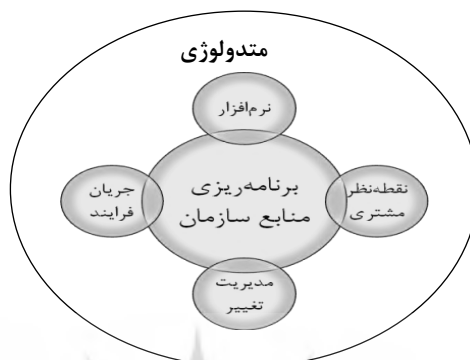 متدولوژی
نرم‌افزار
برنامه‌ریزی
منابع سازمان
نقطه‌نظر
مشتری
جریان
فرایند
مدیریت
تغییر